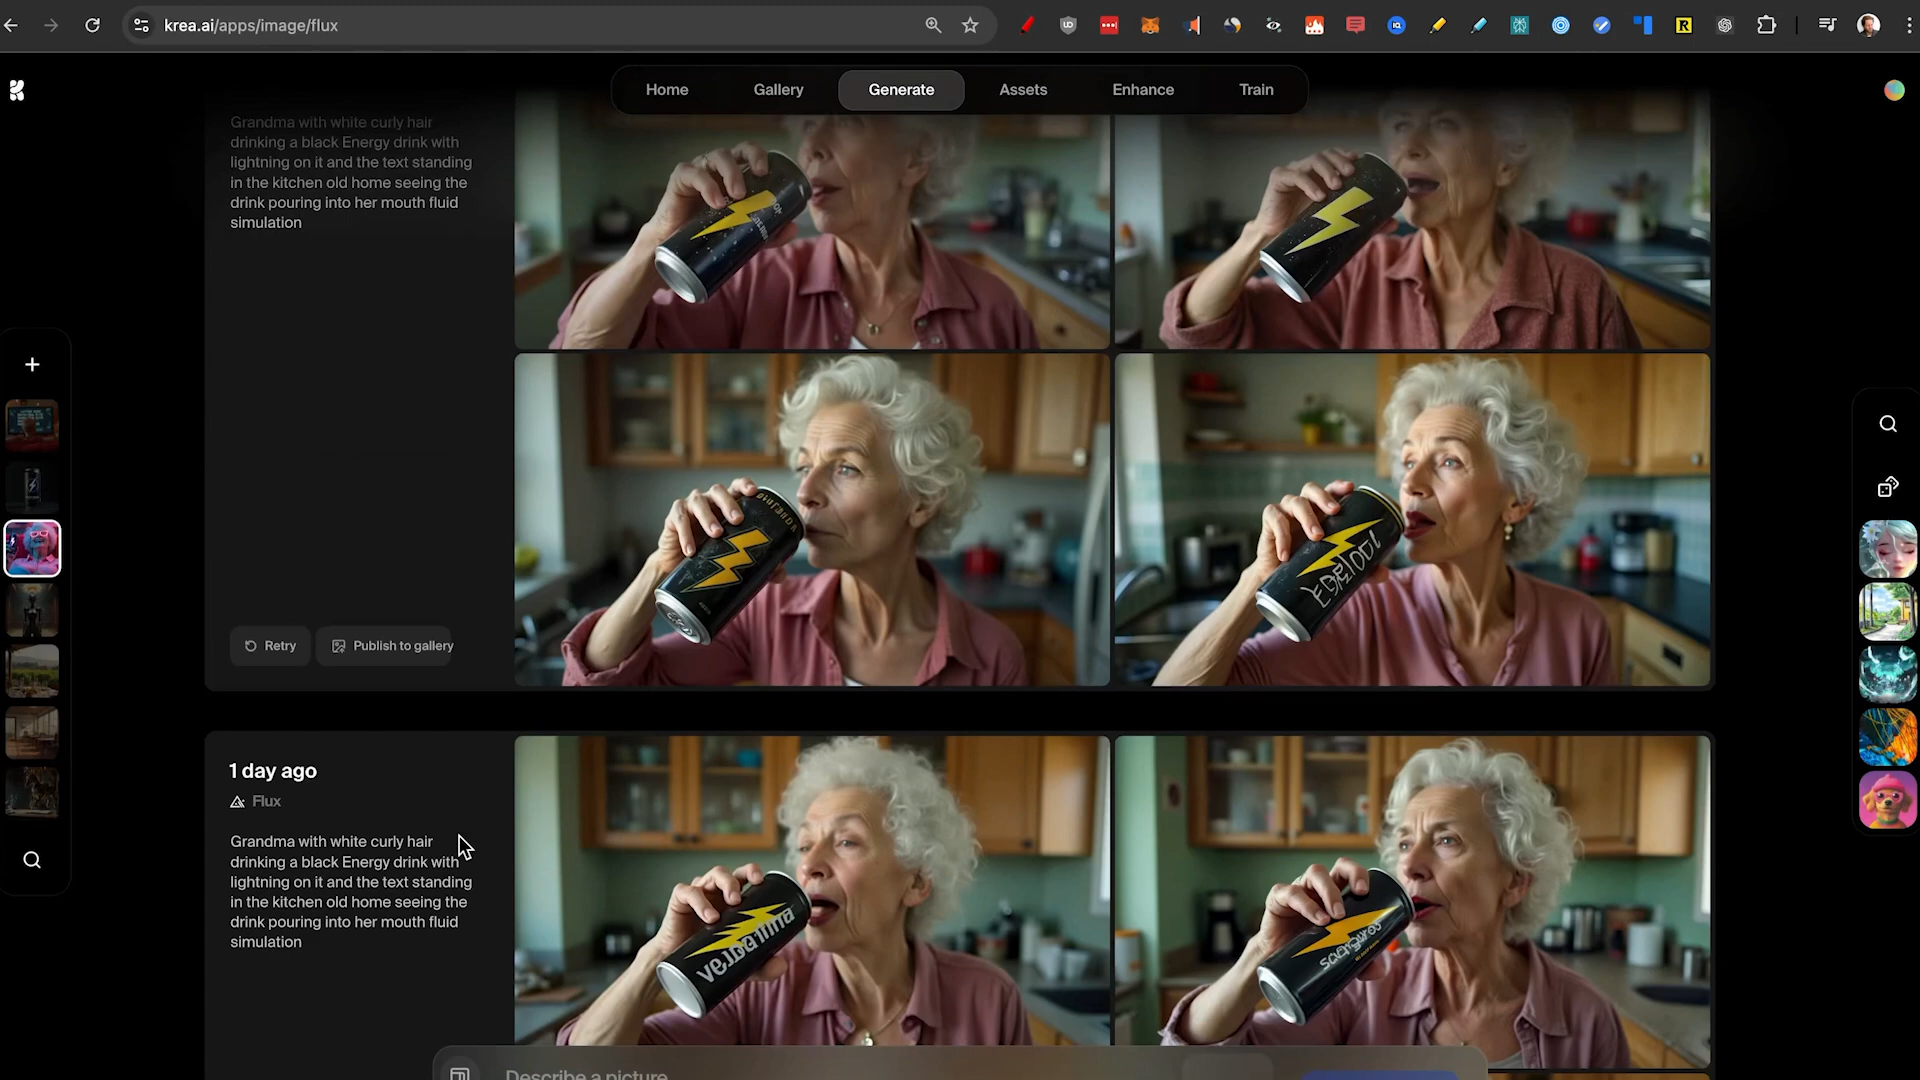 krea.ai/apps/image/flux
Home
Gallery
Generate
Assets
Enhance
Train
Grandma with white curly hair
drinking a black Energy drink with
lightning on it and the text standing
in the kitchen old home seeing the
drink pouring into her mouth fluid
simulation
Retry
Publish to gallery
1 day ago
Flux
Grandma with white curly hair
drinking a black Energy drink with
lightning on it and the text standing
in the kitchen old home seeing the
drink pouring into her mouth fluid
simulation
Describe a picture